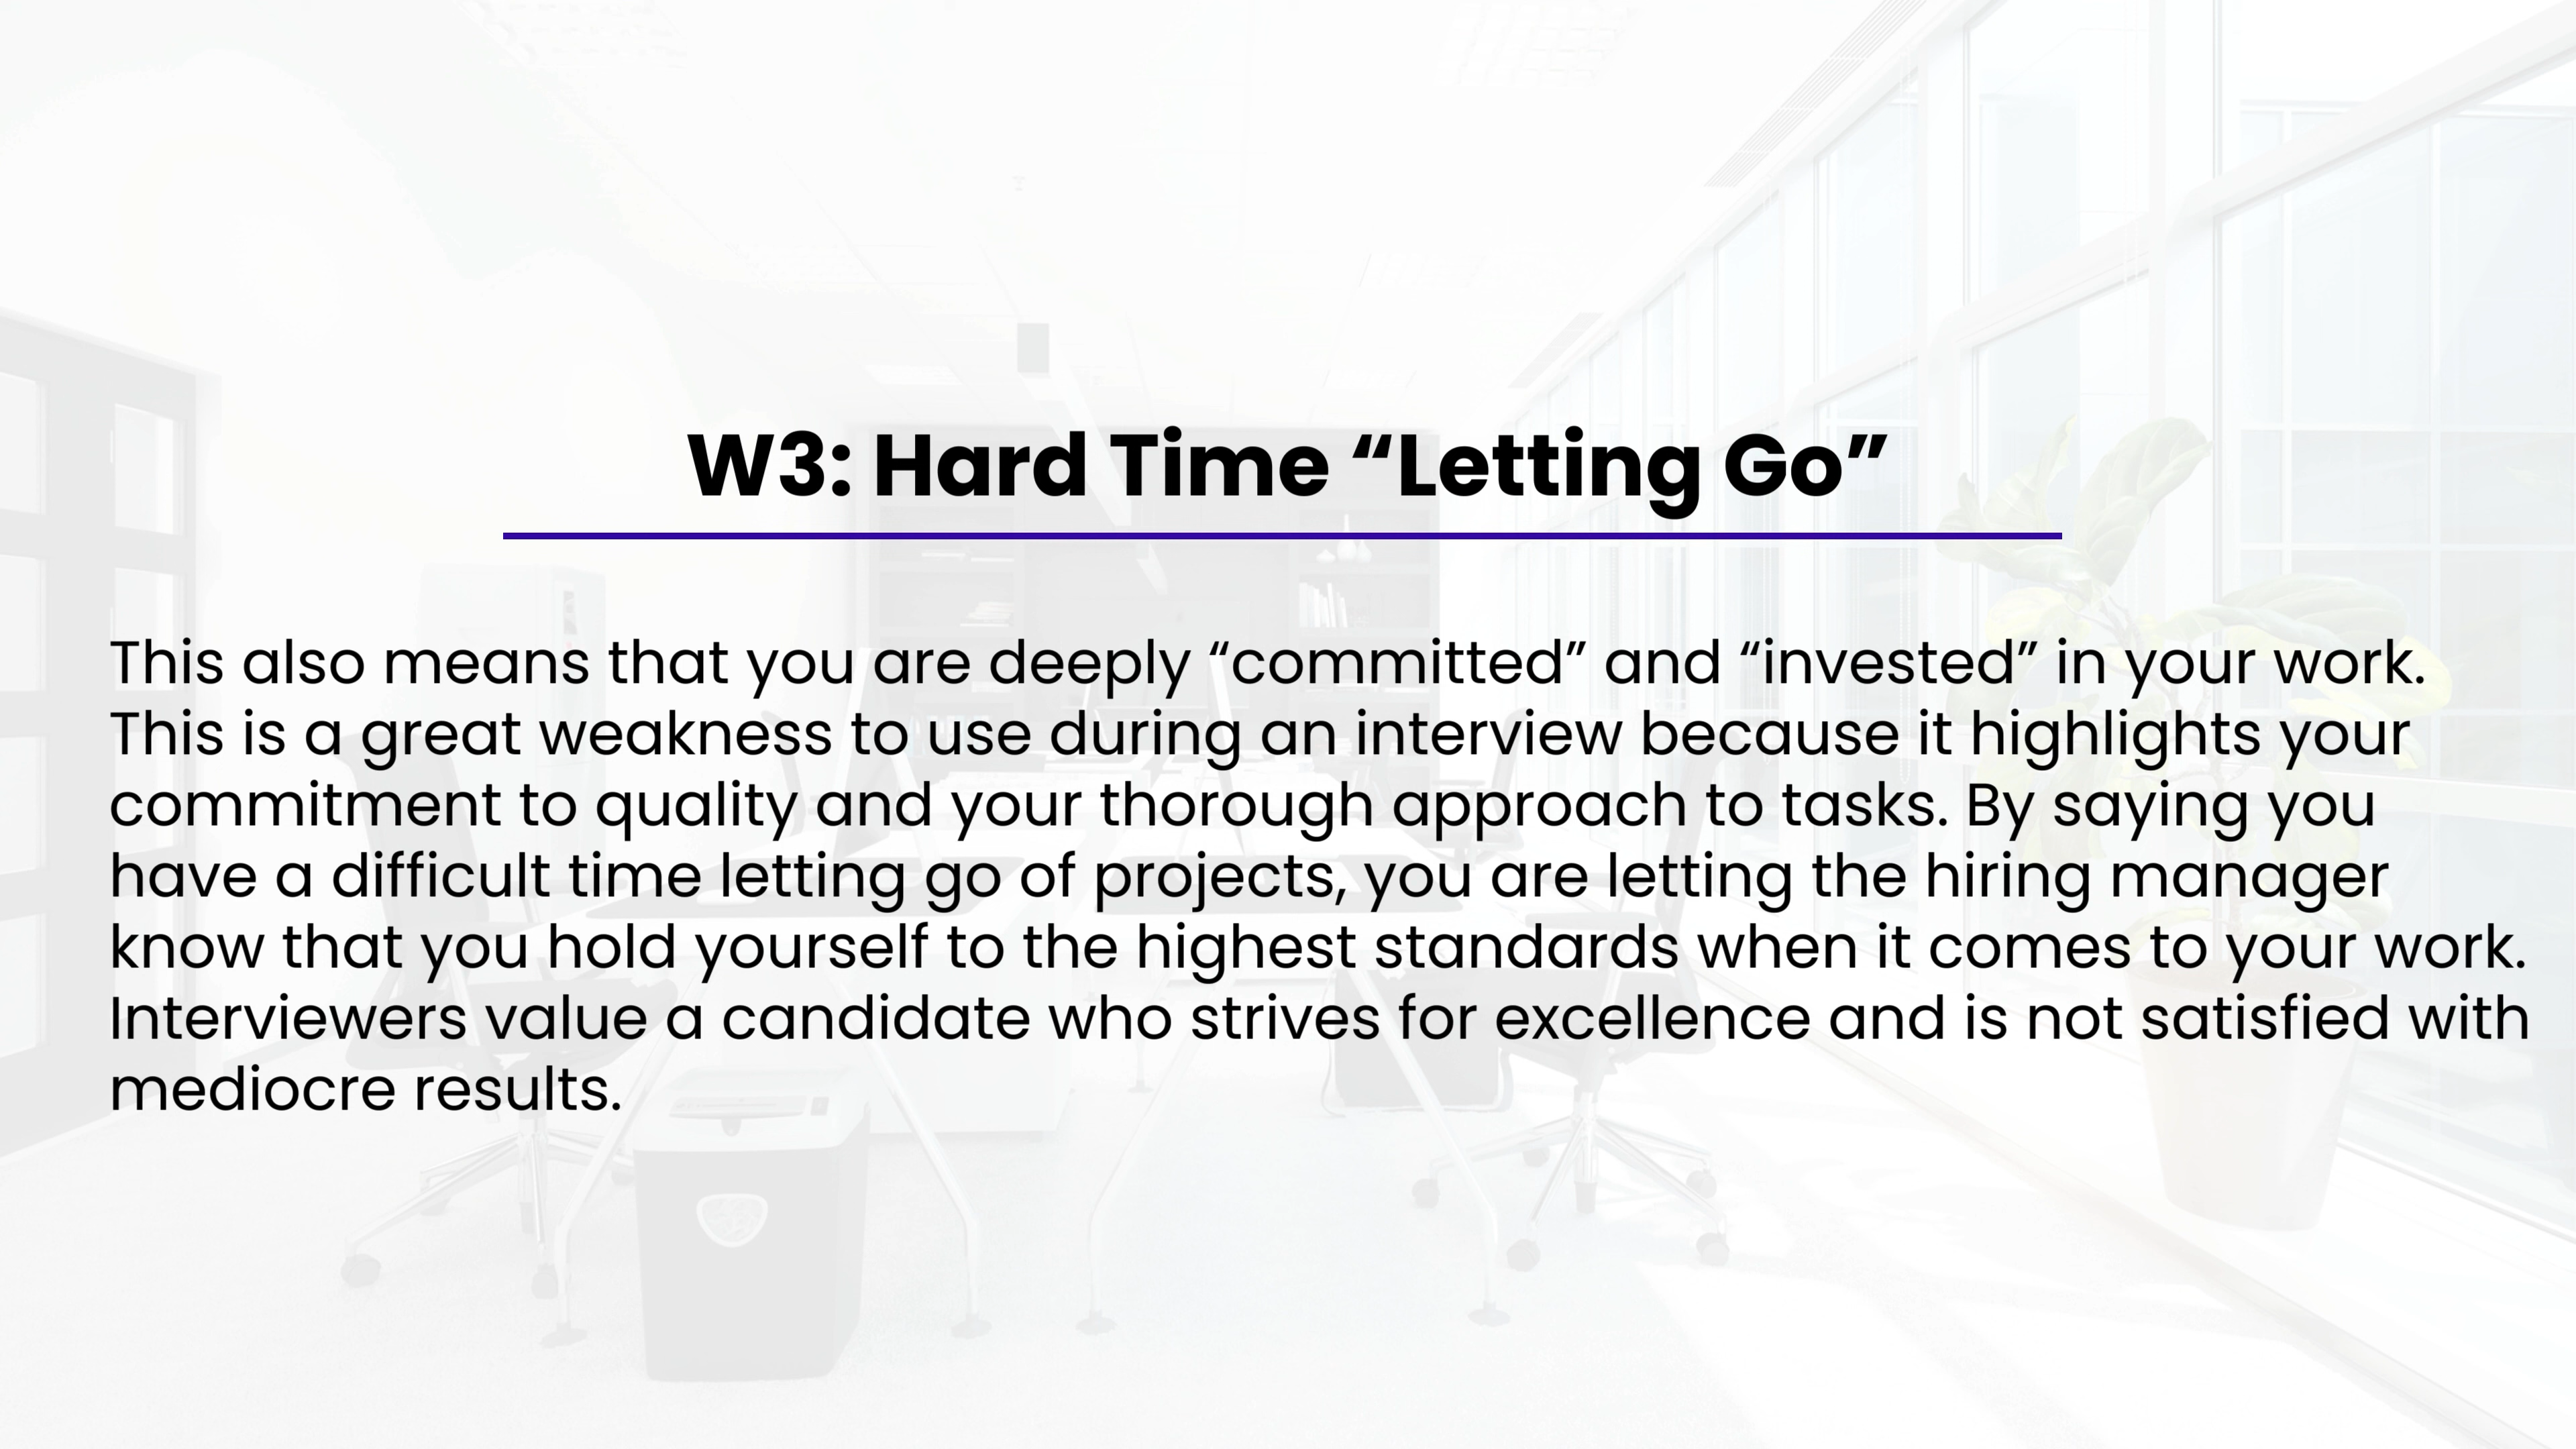 W3: Hard Time “Letting Go”
This also means that you are deeply “committed” and “invested” in your work.
This is a great weakness to use during an interview because it highlights your
commitment to quality and your thorough approach to tasks. By saying you
have a difficult time letting go of projects, you are letting the hiring manager
know that you hold yourself to the highest standards when it comes to your work.
Interviewers value a candidate who strives for excellence and is not satisfied with
mediocre results.